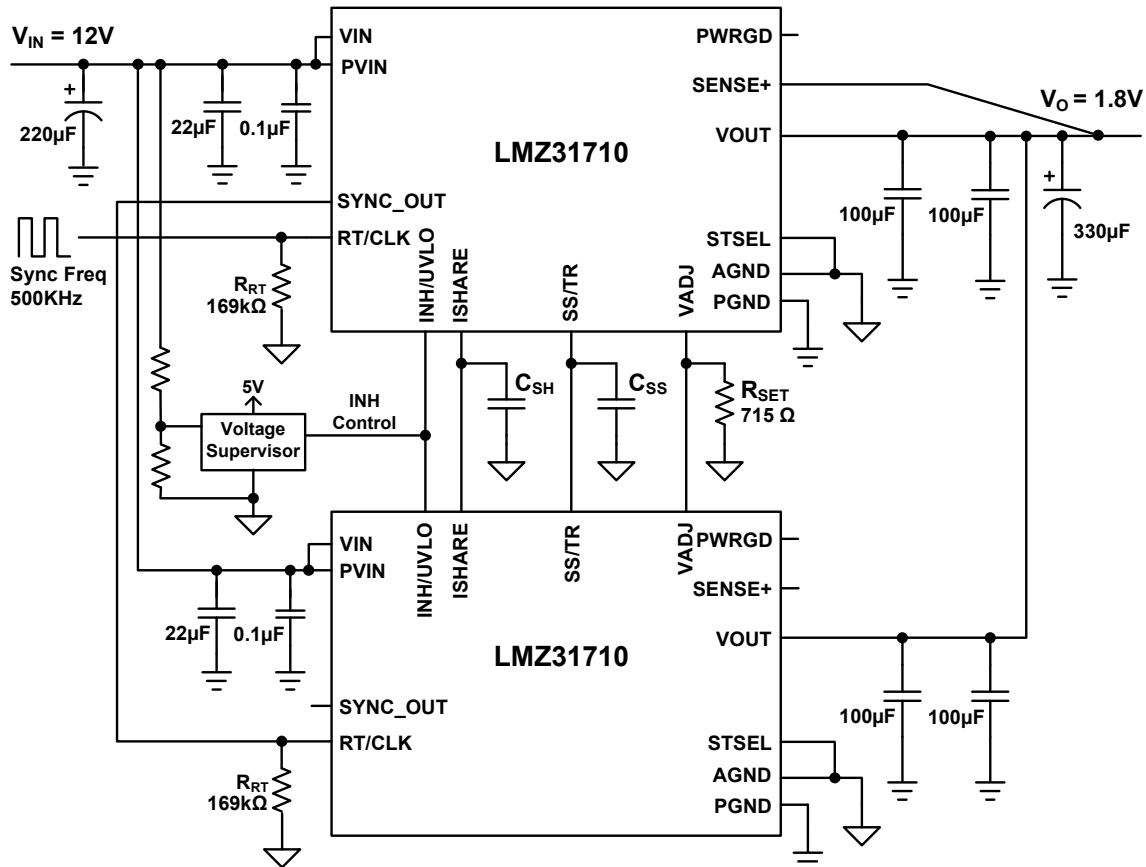 V_IN = 12V
VIN
PVIN
220µF
+
22µF
0.1µF
LMZ31710
PWRGD
SENSE+
V_O = 1.8V
VOUT
100µF
100µF
+
330µF
SYNC_OUT
RT/CLK
Sync Freq
500KHz
R_RT
169kΩ
INH/UVLO
ISHARE
SS/TR
VADJ
STSEL
AGND
PGND
C_SH
C_SS
R_SET
715 Ω
5V
Voltage
Supervisor
INH
Control
VIN
PVIN
22µF
0.1µF
INH/UVLO
ISHARE
SS/TR
VADJ
LMZ31710
PWRGD
SENSE+
VOUT
100µF
100µF
SYNC_OUT
RT/CLK
R_RT
169kΩ
STSEL
AGND
PGND